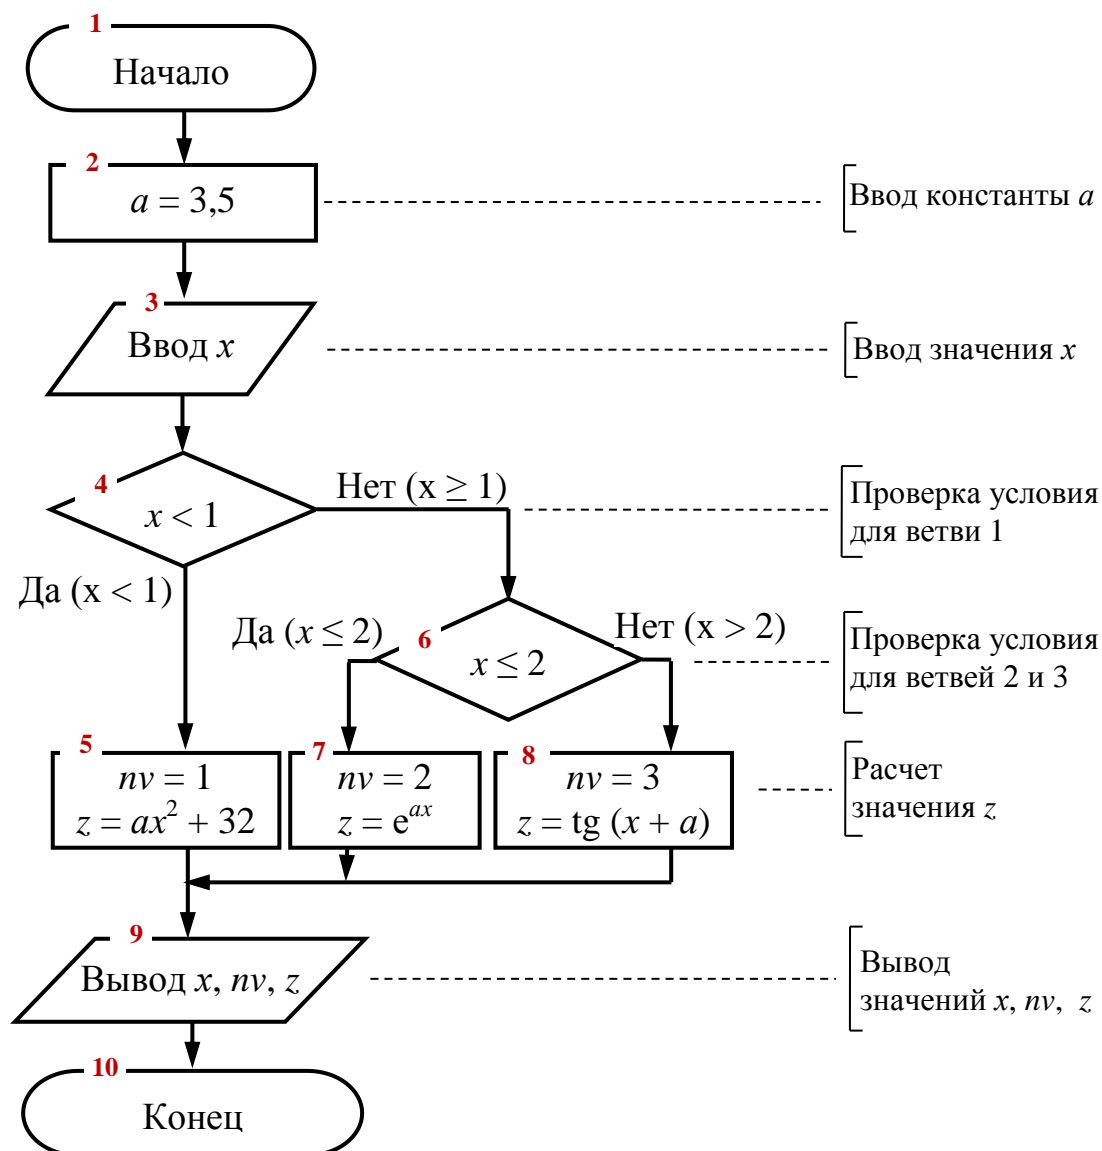 1
Начало
2
a = 3,5
Ввод константы a
3
Ввод x
Ввод значения x
4
x < 1
Нет (x ≥ 1)
Проверка условия
для ветви 1
Да (x < 1)
6
x ≤ 2
Да (x ≤ 2)
Нет (x > 2)
Проверка условия
для ветвей 2 и 3
5
nv = 1
z = ax² + 32
7
nv = 2
z = e^{ax}
8
nv = 3
z = tg (x + a)
Расчет
значения z
9
Вывод x, nv, z
Вывод
значений x, nv, z
10
Конец